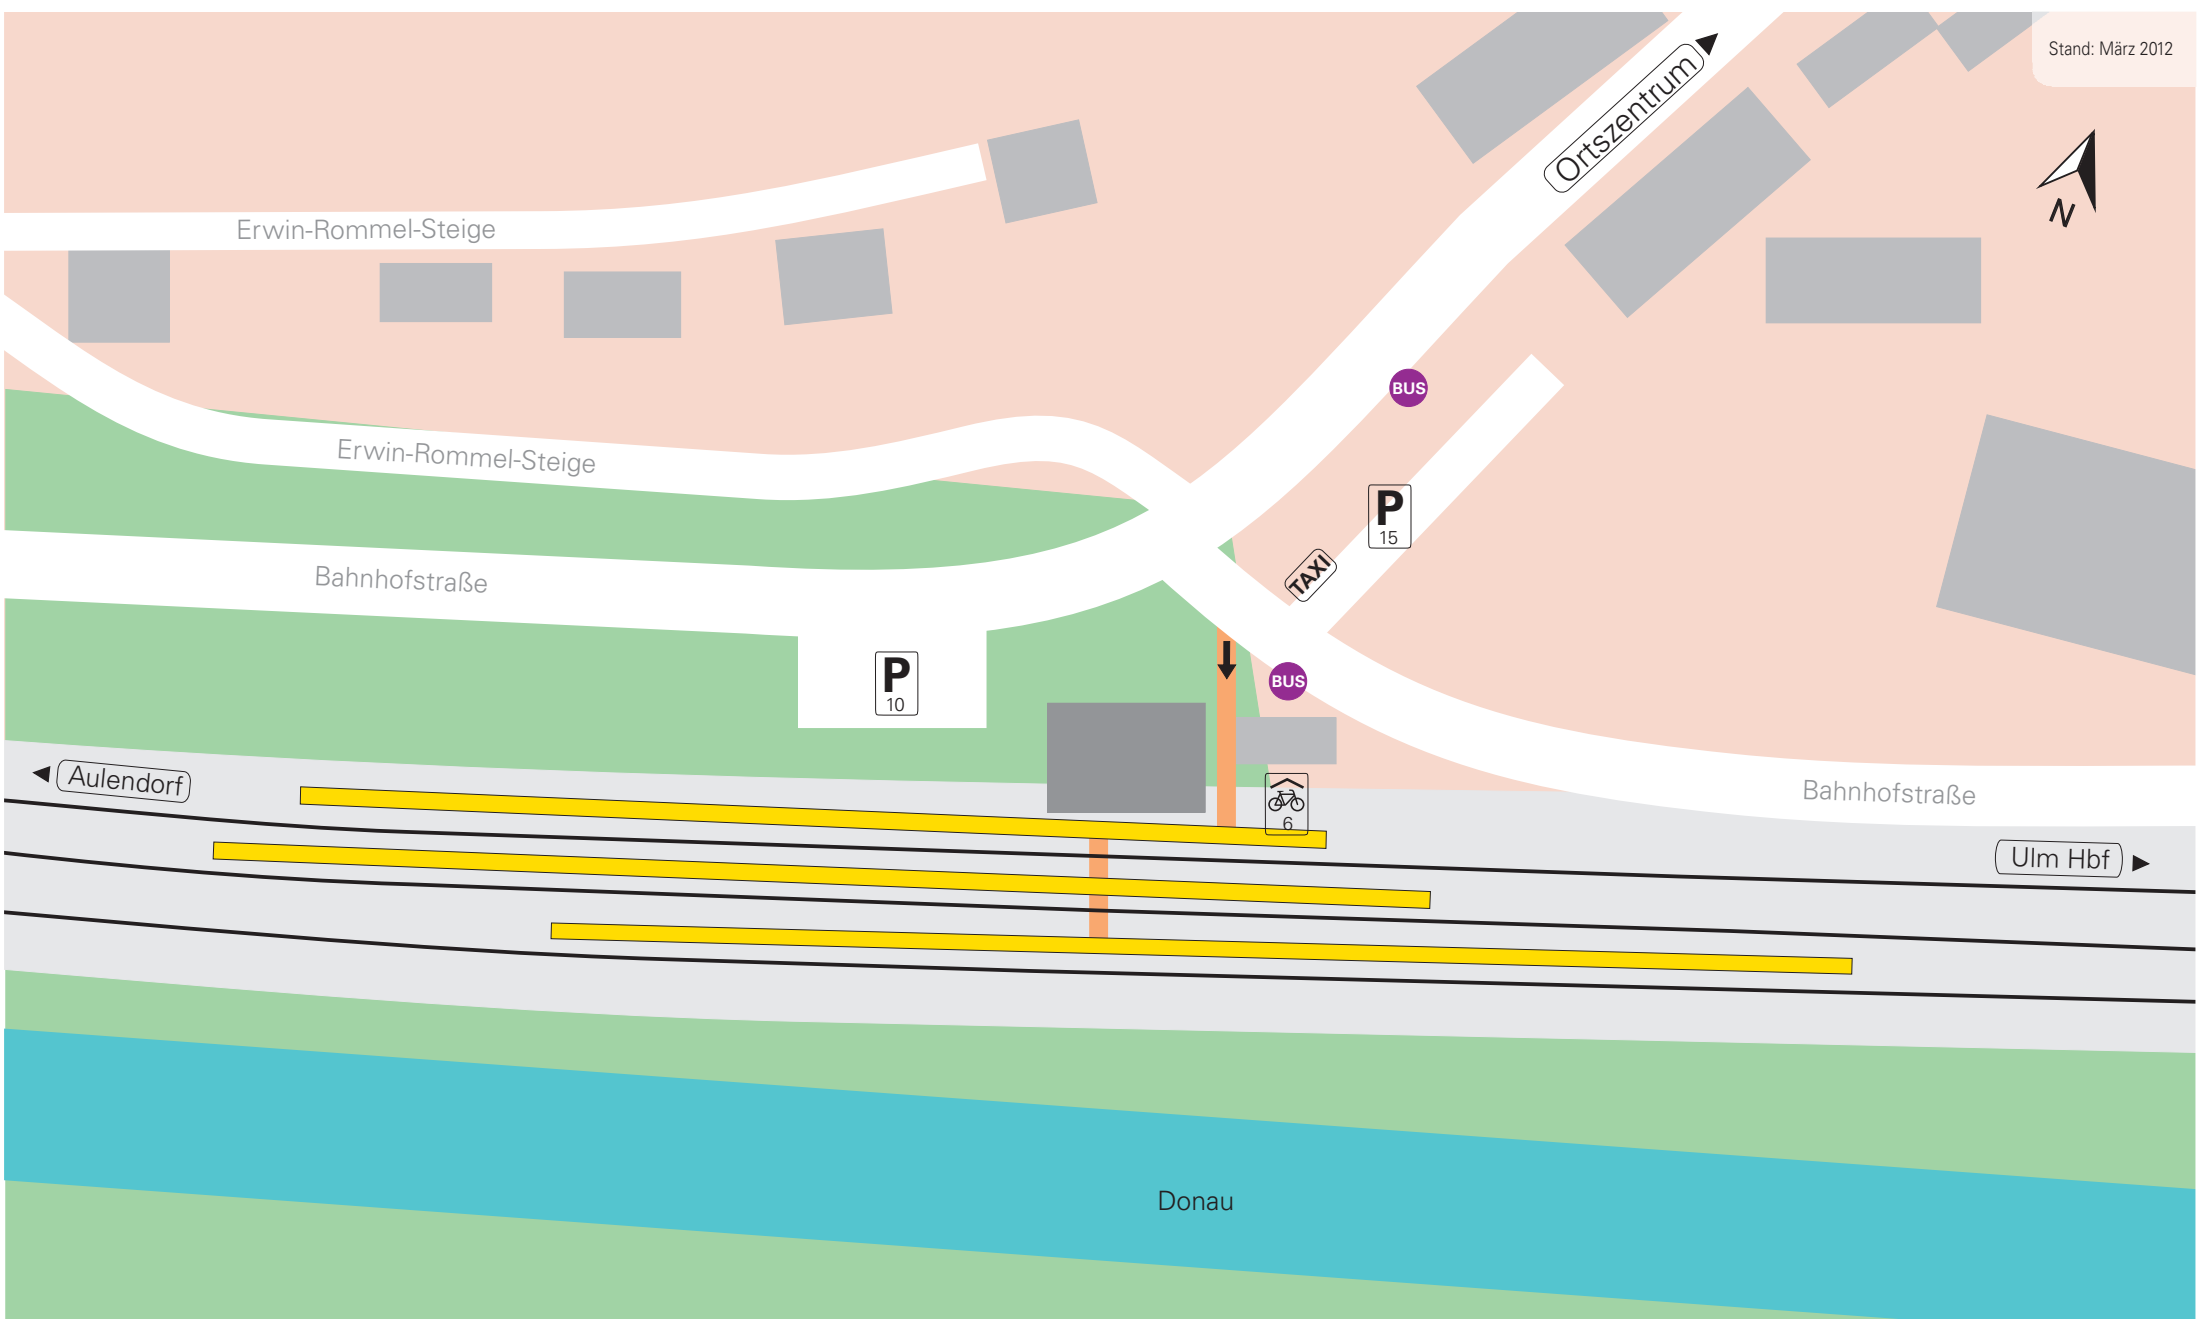 Stand: März 2012
Ortszentrum
N
Erwin-Rommel-Steige
BUS
Erwin-Rommel-Steige
P
15
TAXI
Bahnhofstraße
P
10
BUS
Aulendorf
6
Bahnhofstraße
Ulm Hbf
Donau